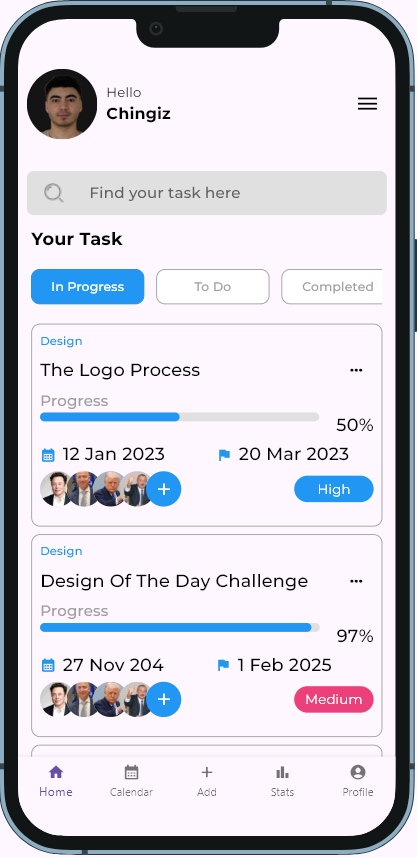 Hello
Chingiz
Find your task here
Your Task
In Progress
To Do
Completed
Design
The Logo Process
Progress
50%
12 Jan 2023
20 Mar 2023
High
Design
Design Of The Day Challenge
Progress
97%
27 Nov 204
1 Feb 2025
Medium
Home
Calendar
Add
Stats
Profile